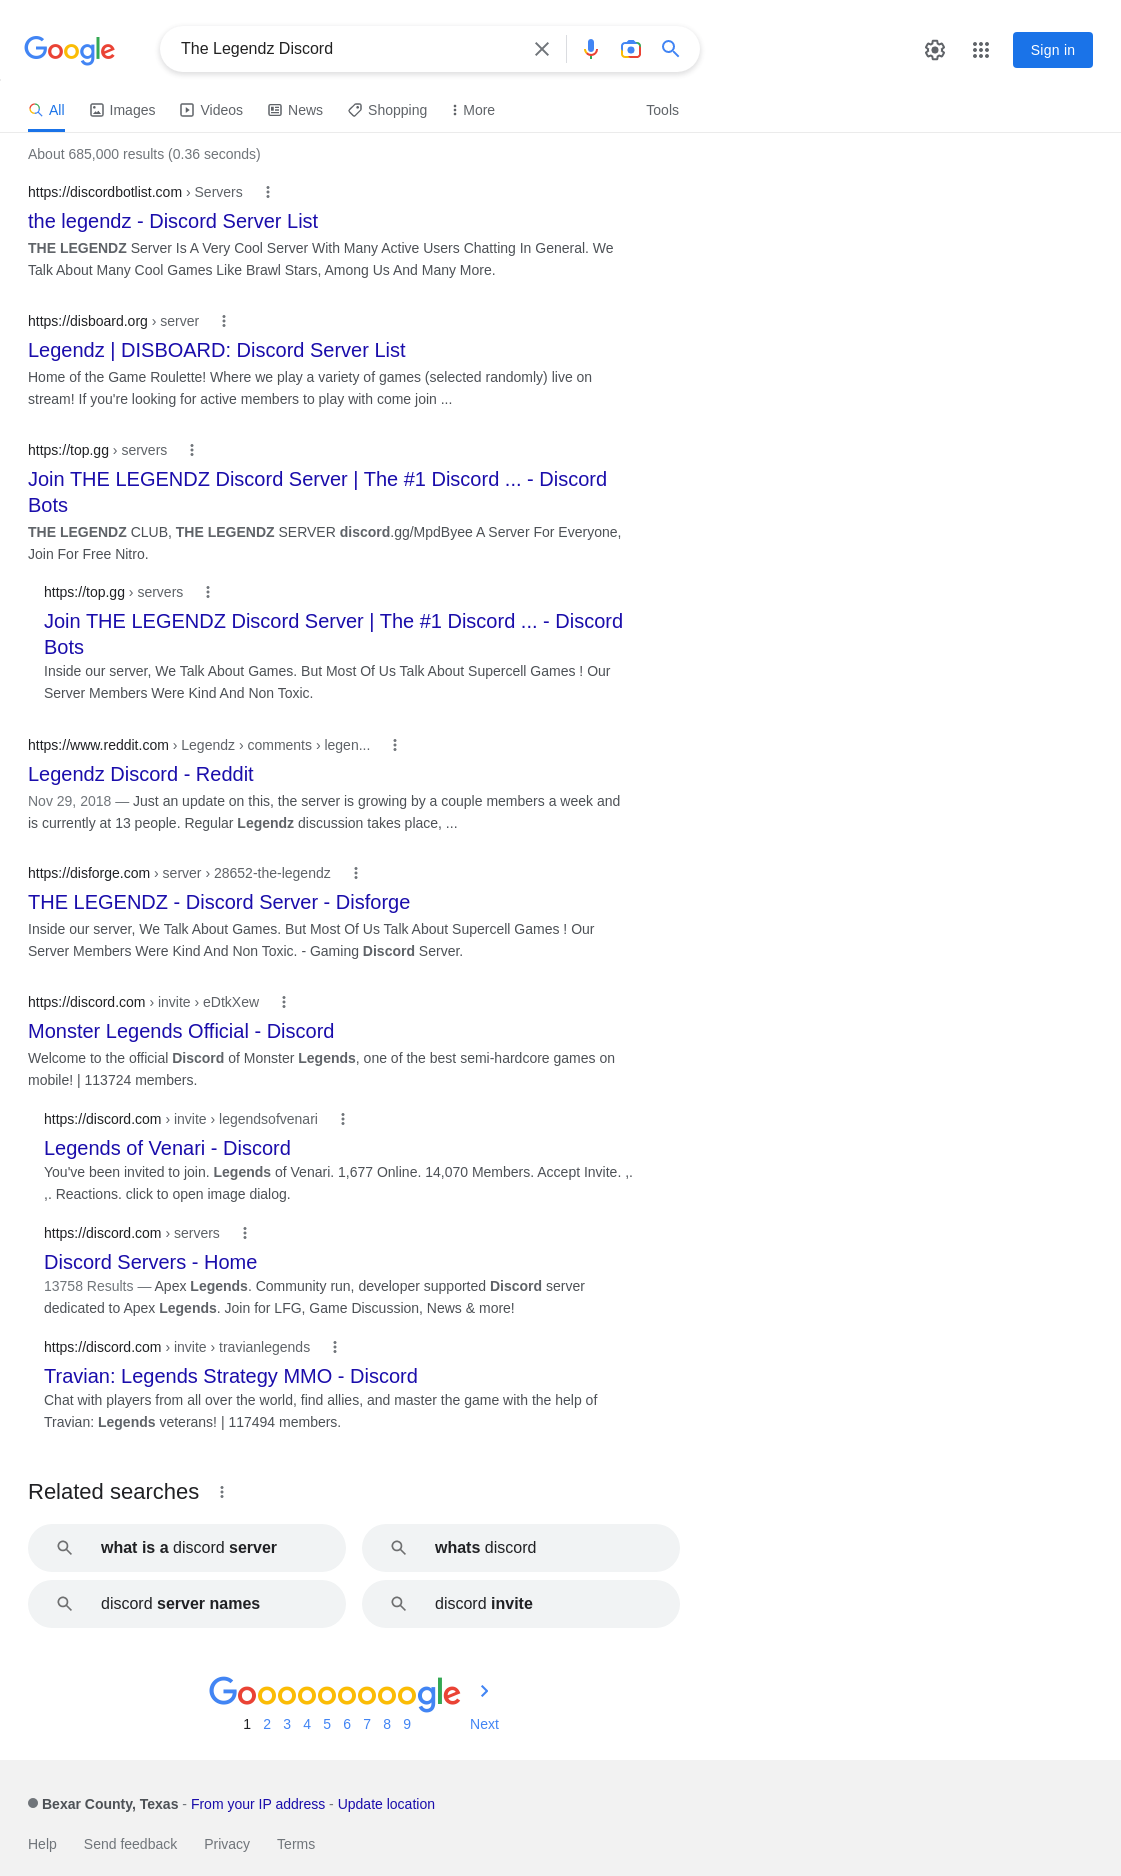 Google
The Legendz Discord
Sign in
All Images Videos News Shopping More Tools
About 685,000 results (0.36 seconds)
https://discordbotlist.com › Servers
the legendz - Discord Server List
THE LEGENDZ Server Is A Very Cool Server With Many Active Users Chatting In General. We
Talk About Many Cool Games Like Brawl Stars, Among Us And Many More.
https://disboard.org › server
Legendz | DISBOARD: Discord Server List
Home of the Game Roulette! Where we play a variety of games (selected randomly) live on
stream! If you're looking for active members to play with come join ...
https://top.gg › servers
Join THE LEGENDZ Discord Server | The #1 Discord ... - Discord
Bots
THE LEGENDZ CLUB, THE LEGENDZ SERVER discord.gg/MpdByee A Server For Everyone,
Join For Free Nitro.
https://top.gg › servers
Join THE LEGENDZ Discord Server | The #1 Discord ... - Discord
Bots
Inside our server, We Talk About Games. But Most Of Us Talk About Supercell Games ! Our
Server Members Were Kind And Non Toxic.
https://www.reddit.com › Legendz › comments › legen...
Legendz Discord - Reddit
Nov 29, 2018 — Just an update on this, the server is growing by a couple members a week and
is currently at 13 people. Regular Legendz discussion takes place, ...
https://disforge.com › server › 28652-the-legendz
THE LEGENDZ - Discord Server - Disforge
Inside our server, We Talk About Games. But Most Of Us Talk About Supercell Games ! Our
Server Members Were Kind And Non Toxic. - Gaming Discord Server.
https://discord.com › invite › eDtkXew
Monster Legends Official - Discord
Welcome to the official Discord of Monster Legends, one of the best semi-hardcore games on
mobile! | 113724 members.
https://discord.com › invite › legendsofvenari
Legends of Venari - Discord
You've been invited to join. Legends of Venari. 1,677 Online. 14,070 Members. Accept Invite. ,.
,. Reactions. click to open image dialog.
https://discord.com › servers
Discord Servers - Home
13758 Results — Apex Legends. Community run, developer supported Discord server
dedicated to Apex Legends. Join for LFG, Game Discussion, News & more!
https://discord.com › invite › travianlegends
Travian: Legends Strategy MMO - Discord
Chat with players from all over the world, find allies, and master the game with the help of
Travian: Legends veterans! | 117494 members.
Related searches
what is a discord server
whats discord
discord server names
discord invite
Goooooooooogle
1 2 3 4 5 6 7 8 9 Next
Bexar County, Texas - From your IP address - Update location
Help Send feedback Privacy Terms